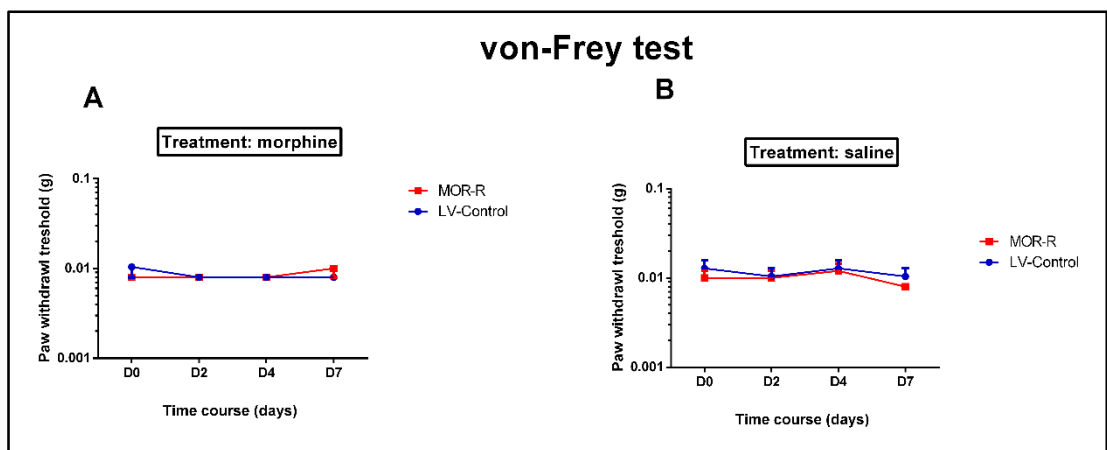 von-Frey test
A
Treatment: morphine
Paw withdrawl treshold (g)
0.1
0.01
0.001
D0 D2 D4 D7
Time course (days)
MOR-R
LV-Control
B
Treatment: saline
Paw withdrawl treshold (g)
0.1
0.01
0.001
D0 D2 D4 D7
Time course (days)
MOR-R
LV-Control